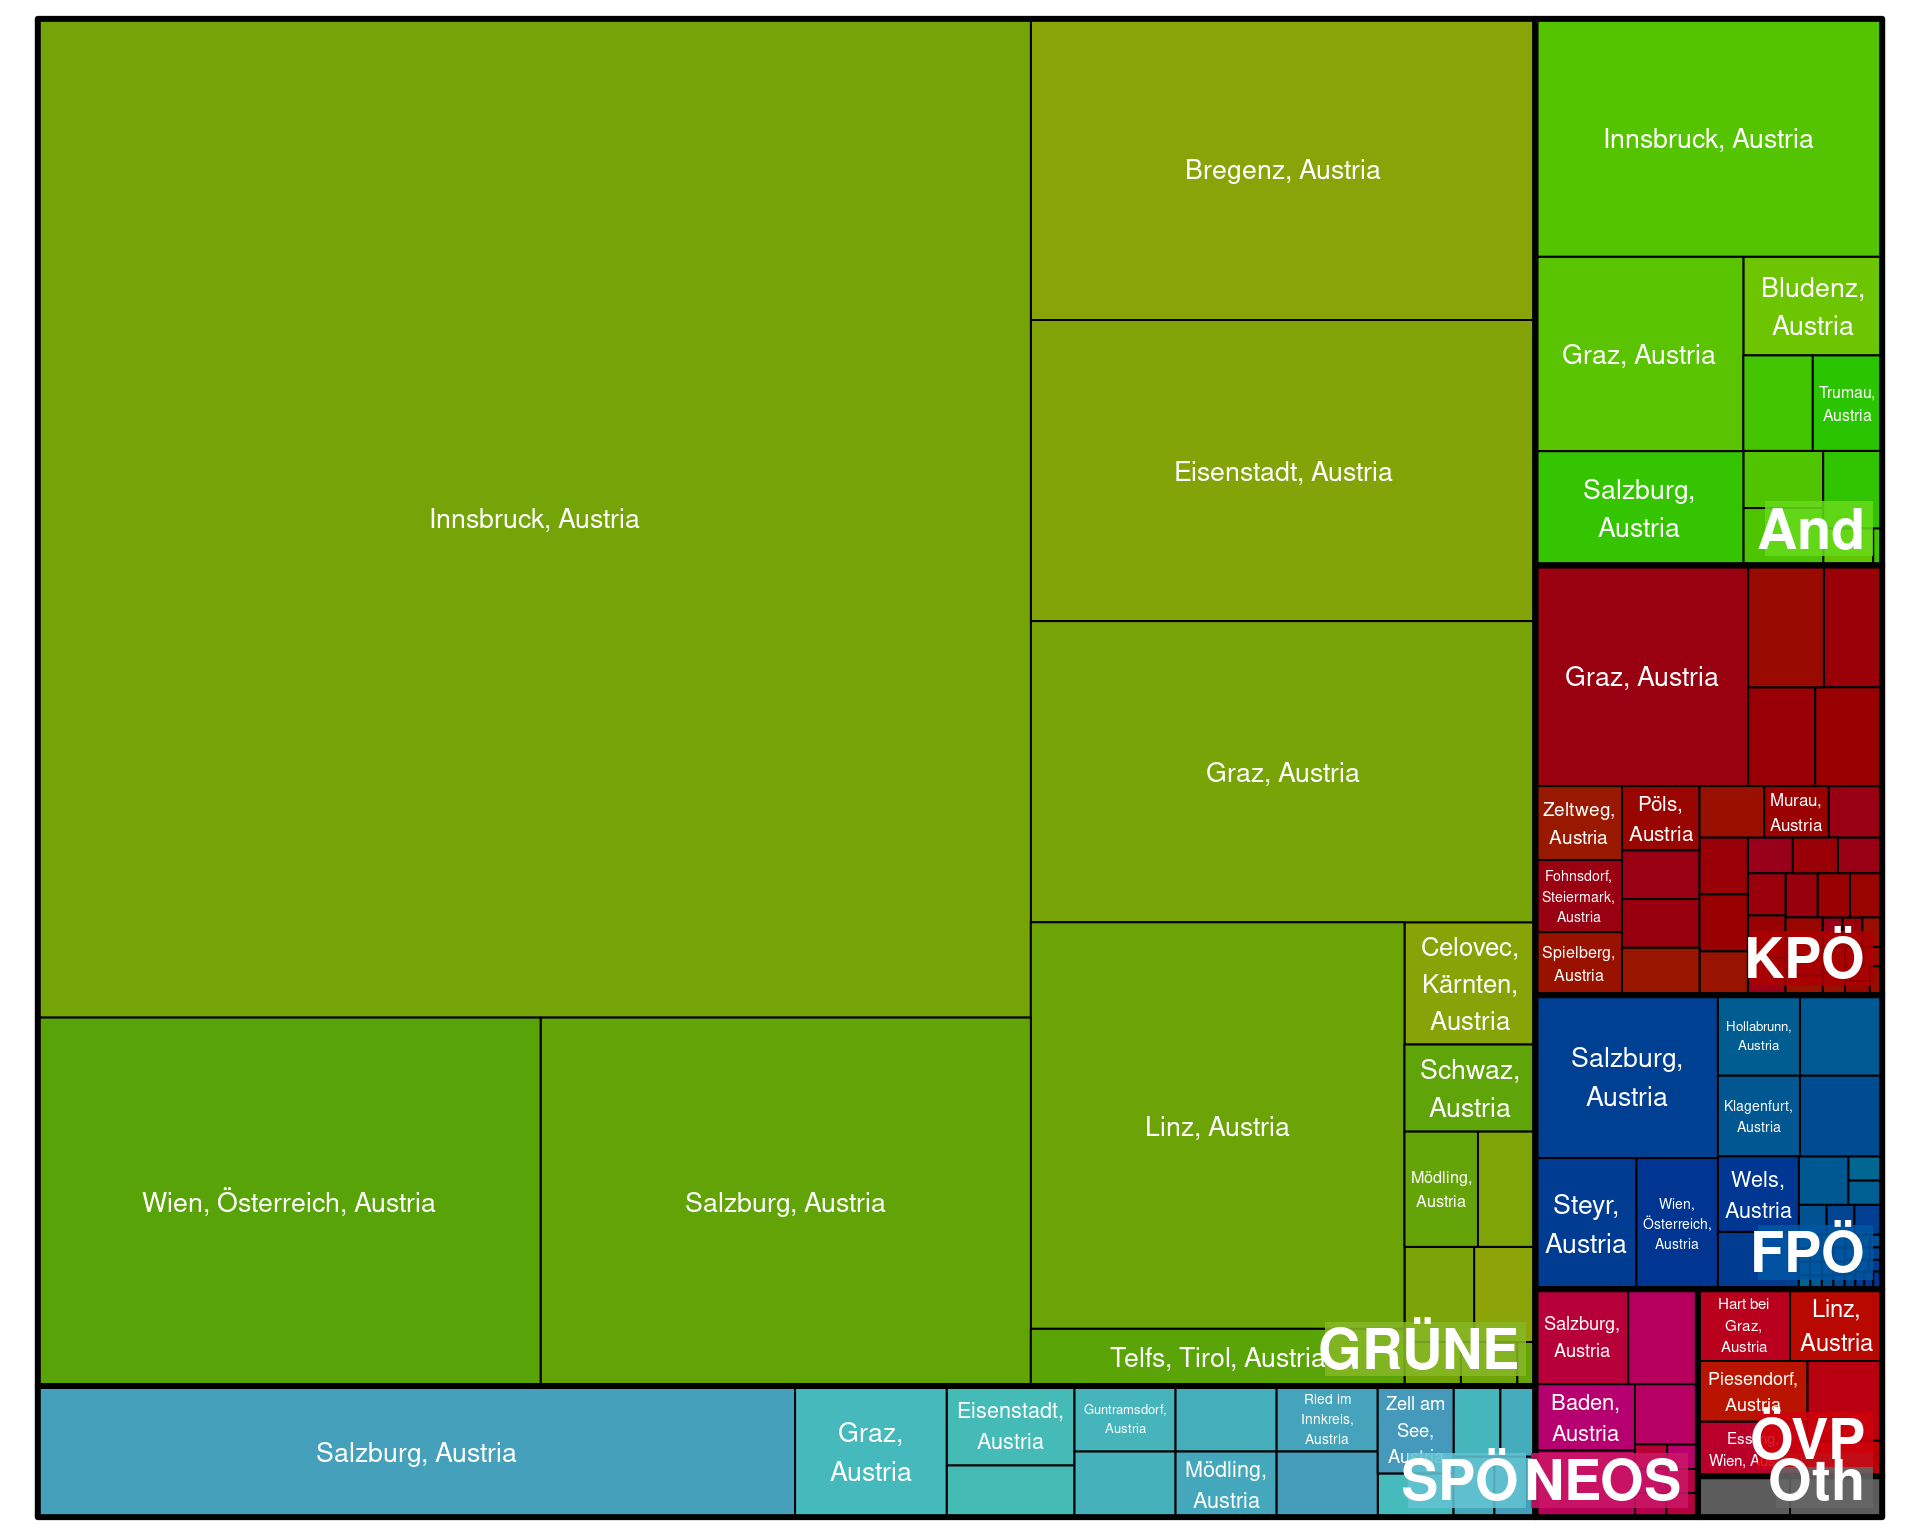 Innsbruck, Austria
Bregenz, Austria
Eisenstadt, Austria
Graz, Austria
Wien, Österreich, Austria
Salzburg, Austria
Linz, Austria
Celovec,
Kärnten,
Austria
Schwaz,
Austria
Mödling,
Austria
Telfs, Tirol, Austria
GRÜNE
Innsbruck, Austria
Graz, Austria
Bludenz,
Austria
Trumau,
Austria
Salzburg,
Austria
And
Graz, Austria
Zeltweg,
Austria
Pöls,
Austria
Murau,
Austria
Fohnsdorf,
Steiermark,
Austria
Spielberg,
Austria
KPÖ
Salzburg,
Austria
Hollabrunn,
Austria
Klagenfurt,
Austria
Steyr,
Austria
Wien,
Österreich,
Austria
Wels,
Austria
FPÖ
Salzburg, Austria
Graz,
Austria
Eisenstadt,
Austria
Guntramsdorf,
Austria
Mödling,
Austria
Ried im
Innkreis,
Austria
Zell am
See,
Austria
SPÖ
Salzburg,
Austria
Baden,
Austria
NEOS
Hart bei
Graz,
Austria
Linz,
Austria
Piesendorf,
Austria
Wien,
ÖVP
Oth